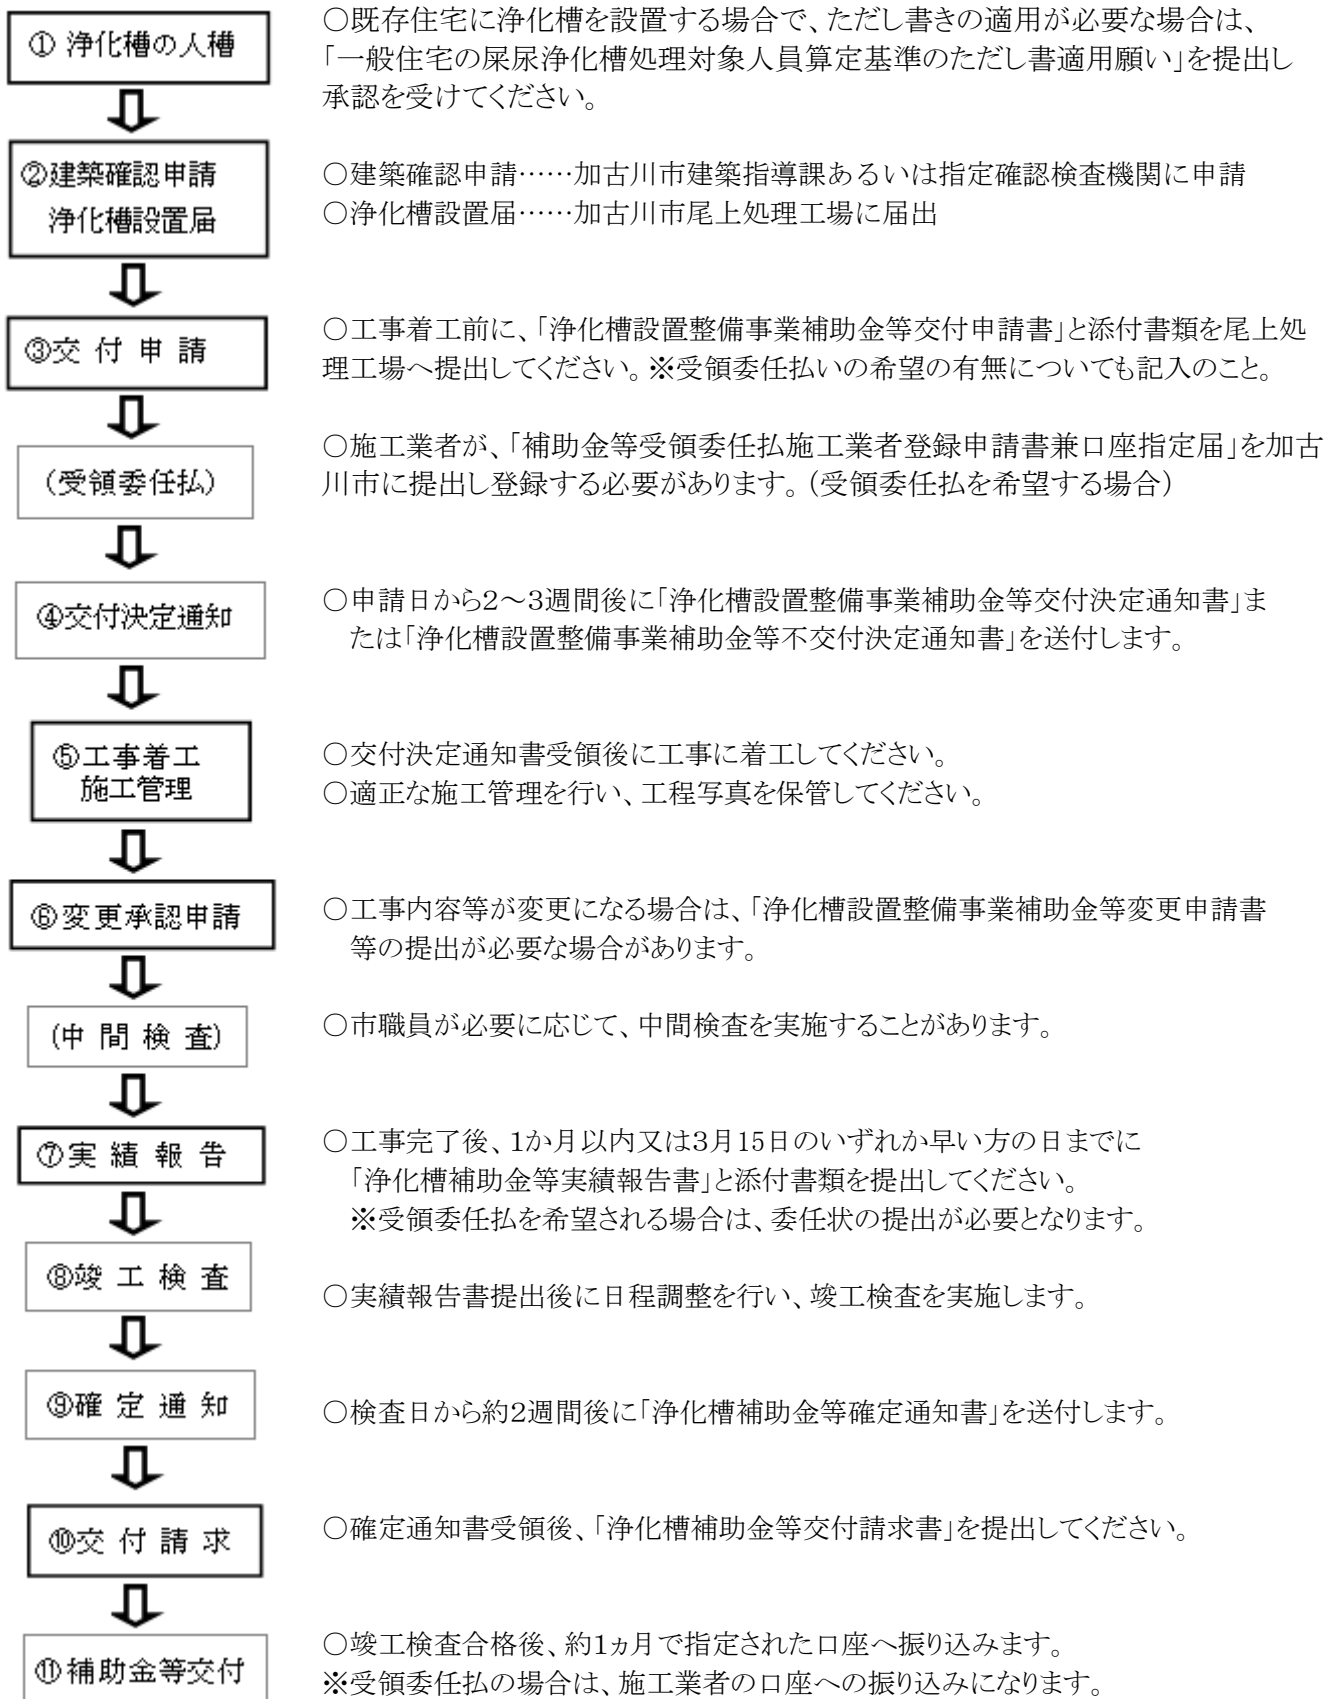 ① 浄化槽の人槽
○既存住宅に浄化槽を設置する場合で、ただし書きの適用が必要な場合は、
「一般住宅の屎尿浄化槽処理対象人員算定基準のただし書適用願い」を提出し
承認を受けてください。
②建築確認申請
浄化槽設置届
○建築確認申請……加古川市建築指導課あるいは指定確認検査機関に申請
○浄化槽設置届……加古川市尾上処理工場に届出
③交 付 申 請
○工事着工前に、「浄化槽設置整備事業補助金等交付申請書」と添付書類を尾上処
理工場へ提出してください。※受領委任払いの希望の有無についても記入のこと。
(受領委任払)
○施工業者が、「補助金等受領委任払施工業者登録申請書兼口座指定届」を加古
川市に提出し登録する必要があります。(受領委任払を希望する場合)
④交付決定通知
○申請日から2～3週間後に「浄化槽設置整備事業補助金等交付決定通知書」ま
たは「浄化槽設置整備事業補助金等不交付決定通知書」を送付します。
⑤工事着工
施工管理
○交付決定通知書受領後に工事に着工してください。
○適正な施工管理を行い、工程写真を保管してください。
⑥変更承認申請
○工事内容等が変更になる場合は、「浄化槽設置整備事業補助金等変更申請書
等の提出が必要な場合があります。
(中 間 検 査)
○市職員が必要に応じて、中間検査を実施することがあります。
⑦実 績 報 告
○工事完了後、1か月以内又は3月15日のいずれか早い方の日までに
「浄化槽補助金等実績報告書」と添付書類を提出してください。
※受領委任払を希望される場合は、委任状の提出が必要となります。
⑧竣 工 検 査
○実績報告書提出後に日程調整を行い、竣工検査を実施します。
⑨確 定 通 知
○検査日から約2週間後に「浄化槽補助金等確定通知書」を送付します。
⑩交 付 請 求
○確定通知書受領後、「浄化槽補助金等交付請求書」を提出してください。
⑪補助金等交付
○竣工検査合格後、約1ヵ月で指定された口座へ振り込みます。
※受領委任払の場合は、施工業者の口座への振り込みになります。